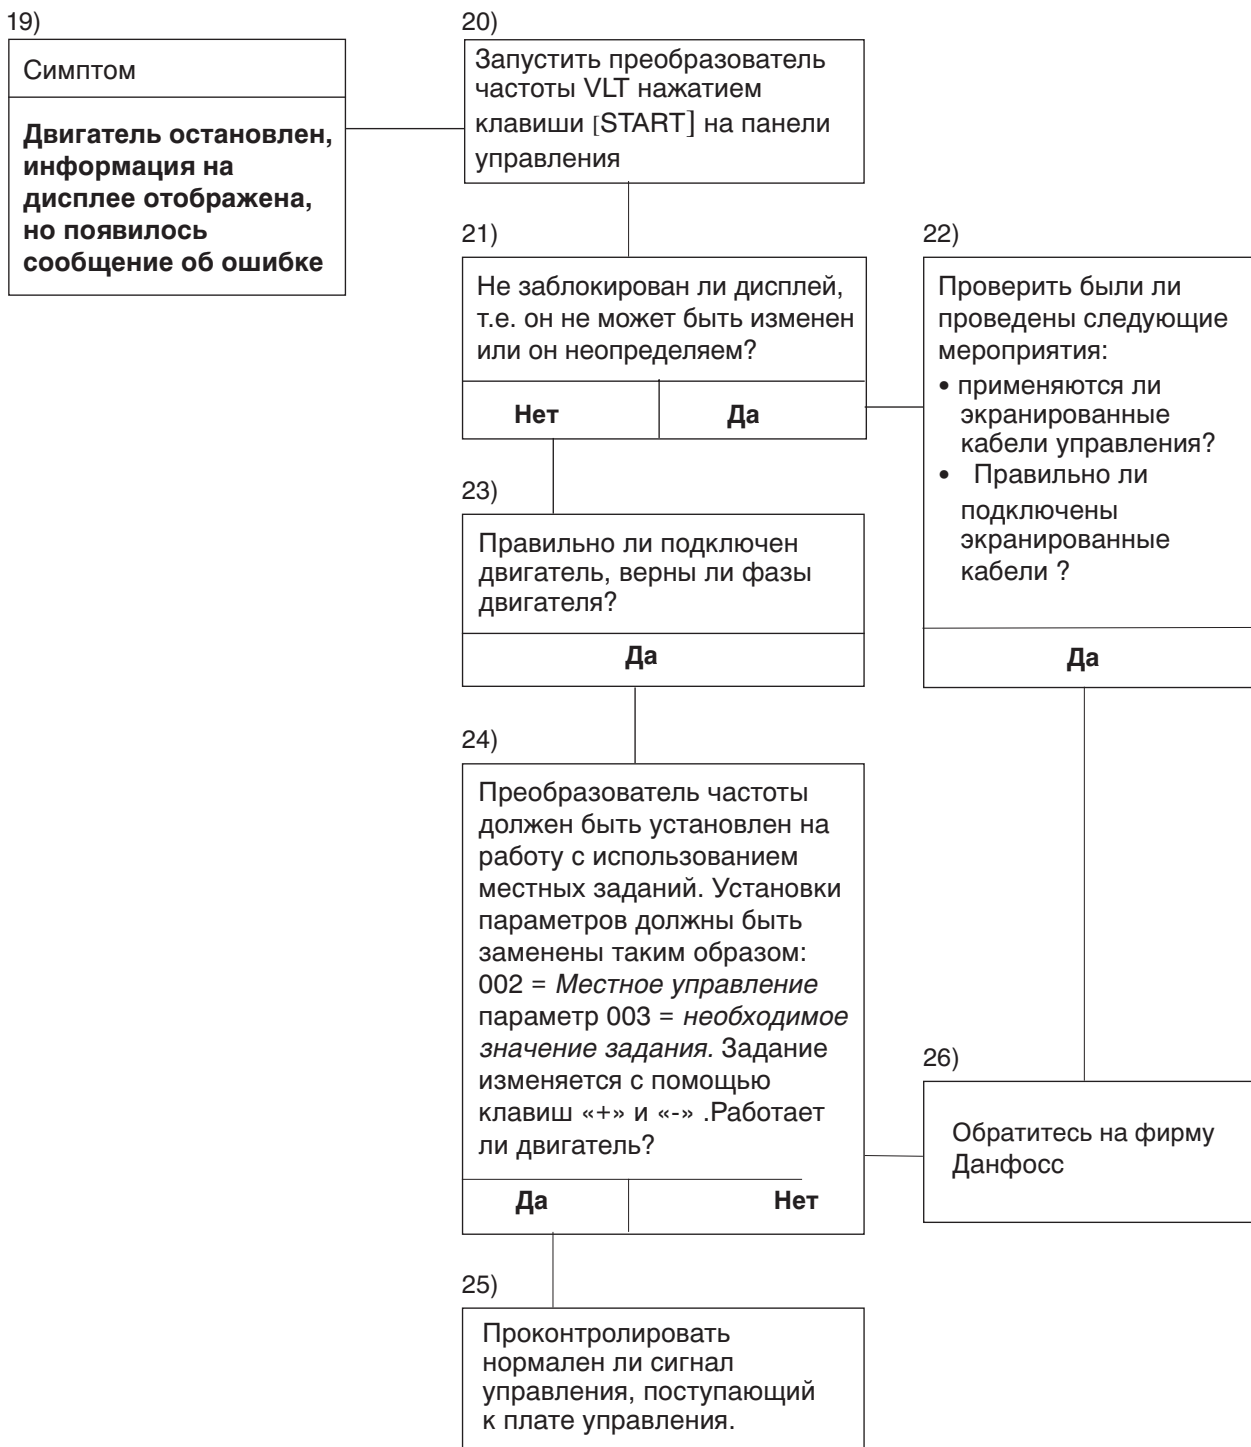 19)
Симптом
Двигатель остановлен,
информация на
дисплее отображена,
но появилось
сообщение об ошибке
20)
Запустить преобразователь
частоты VLT нажатием
клавиши [START] на панели
управления
21)
Не заблокирован ли дисплей,
т.е. он не может быть изменен
или он неопределяем?
Нет
Да
22)
Проверить были ли
проведены следующие
мероприятия:
• применяются ли
экранированные
кабели управления?
• Правильно ли
подключены
экранированные
кабели ?
Да
23)
Правильно ли подключен
двигатель, верны ли фазы
двигателя?
Да
24)
Преобразователь частоты
должен быть установлен на
работу с использованием
местных заданий. Установки
параметров должны быть
заменены таким образом:
002 = Местное управление
параметр 003 = необходимое
значение задания. Задание
изменяется с помощью
клавиш «+» и «-» .Работает
ли двигатель?
Да
Нет
26)
Обратитесь на фирму
Данфосс
25)
Проконтролировать
нормален ли сигнал
управления, поступающий
к плате управления.